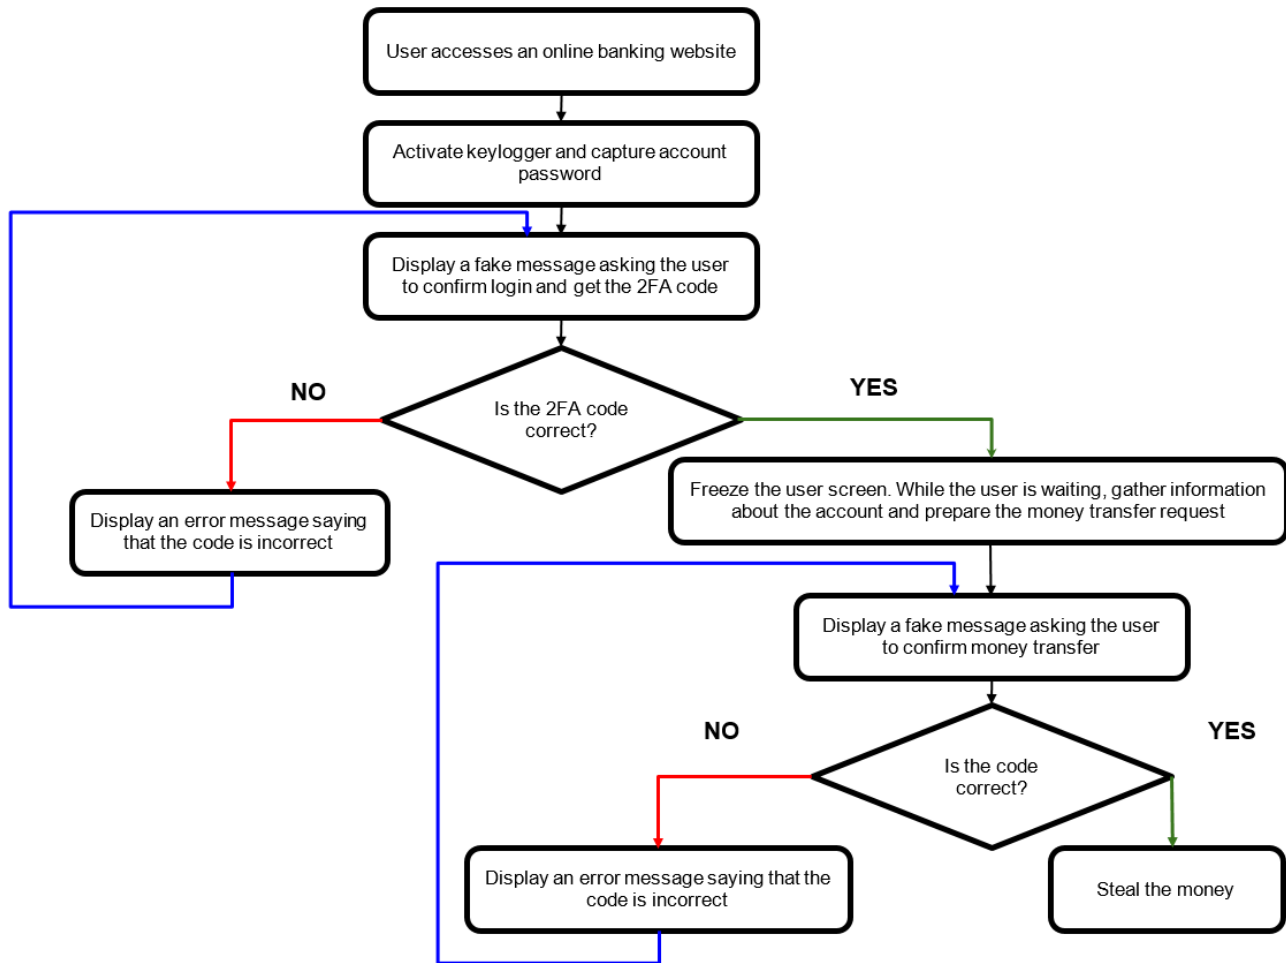 User accesses an online banking website
Activate keylogger and capture account
password
Display a fake message asking the user
to confirm login and get the 2FA code
NO
YES
Is the 2FA code
correct?
Freeze the user screen. While the user is waiting, gather information
about the account and prepare the money transfer request
Display an error message saying
that the code is incorrect
Display a fake message asking the user
to confirm money transfer
NO
YES
Is the code
correct?
Display an error message saying that the
code is incorrect
Steal the money